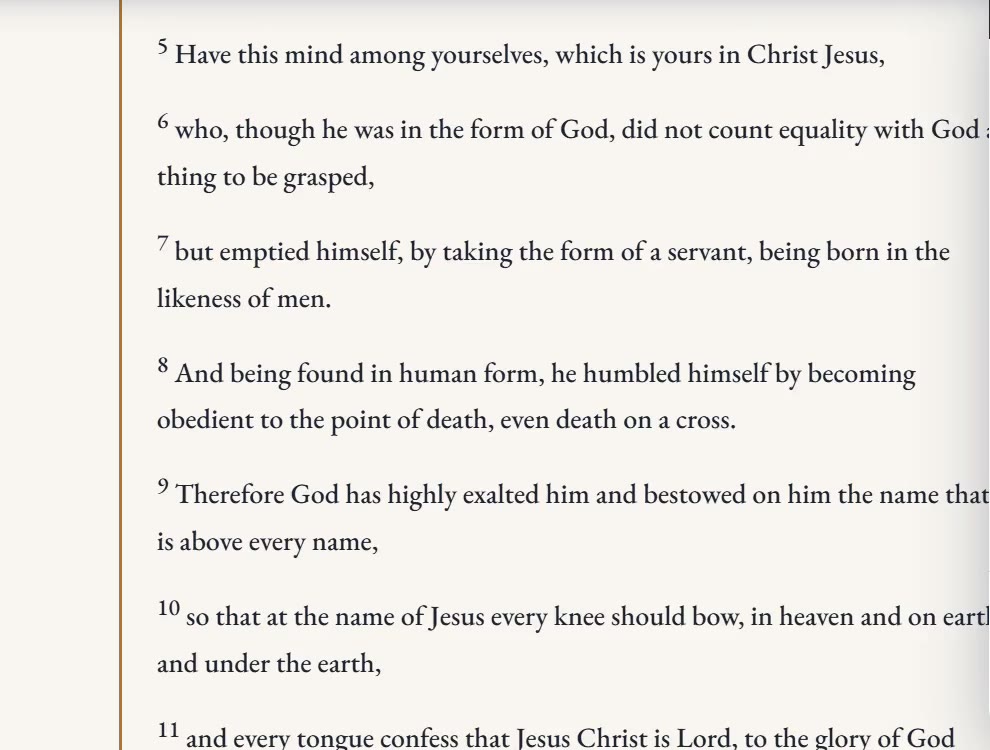 5 Have this mind among yourselves, which is yours in Christ Jesus,
6 who, though he was in the form of God, did not count equality with God
thing to be grasped,
7 but emptied himself, by taking the form of a servant, being born in the
likeness of men.
8 And being found in human form, he humbled himself by becoming
obedient to the point of death, even death on a cross.
9 Therefore God has highly exalted him and bestowed on him the name that
is above every name,
10 so that at the name of Jesus every knee should bow, in heaven and on earth
and under the earth,
11 and every tongue confess that Jesus Christ is Lord, to the glory of God